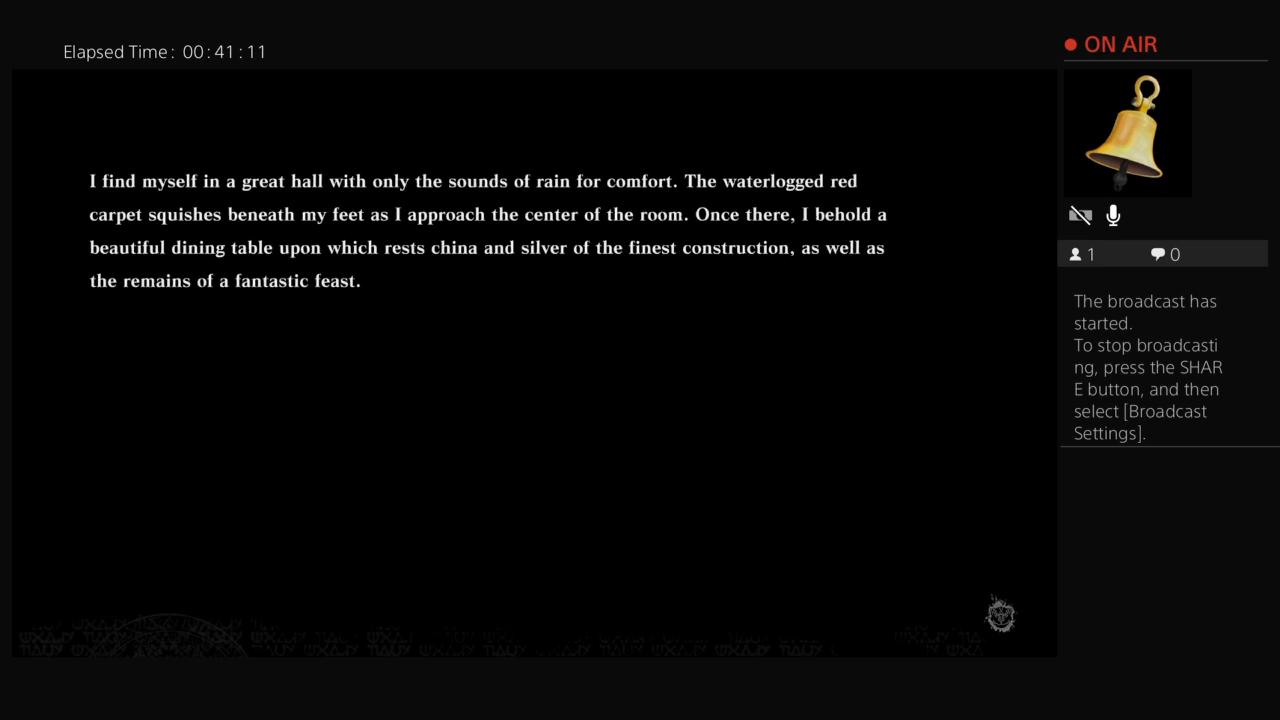 Elapsed Time: 00:41:11
ON AIR
I find myself in a great hall with only the sounds of rain for comfort. The waterlogged red
carpet squishes beneath my feet as I approach the center of the room. Once there, I behold a
beautiful dining table upon which rests china and silver of the finest construction, as well as
the remains of a fantastic feast.
1
0
The broadcast has
started.
To stop broadcasti
ng, press the SHAR
E button, and then
select [Broadcast
Settings].